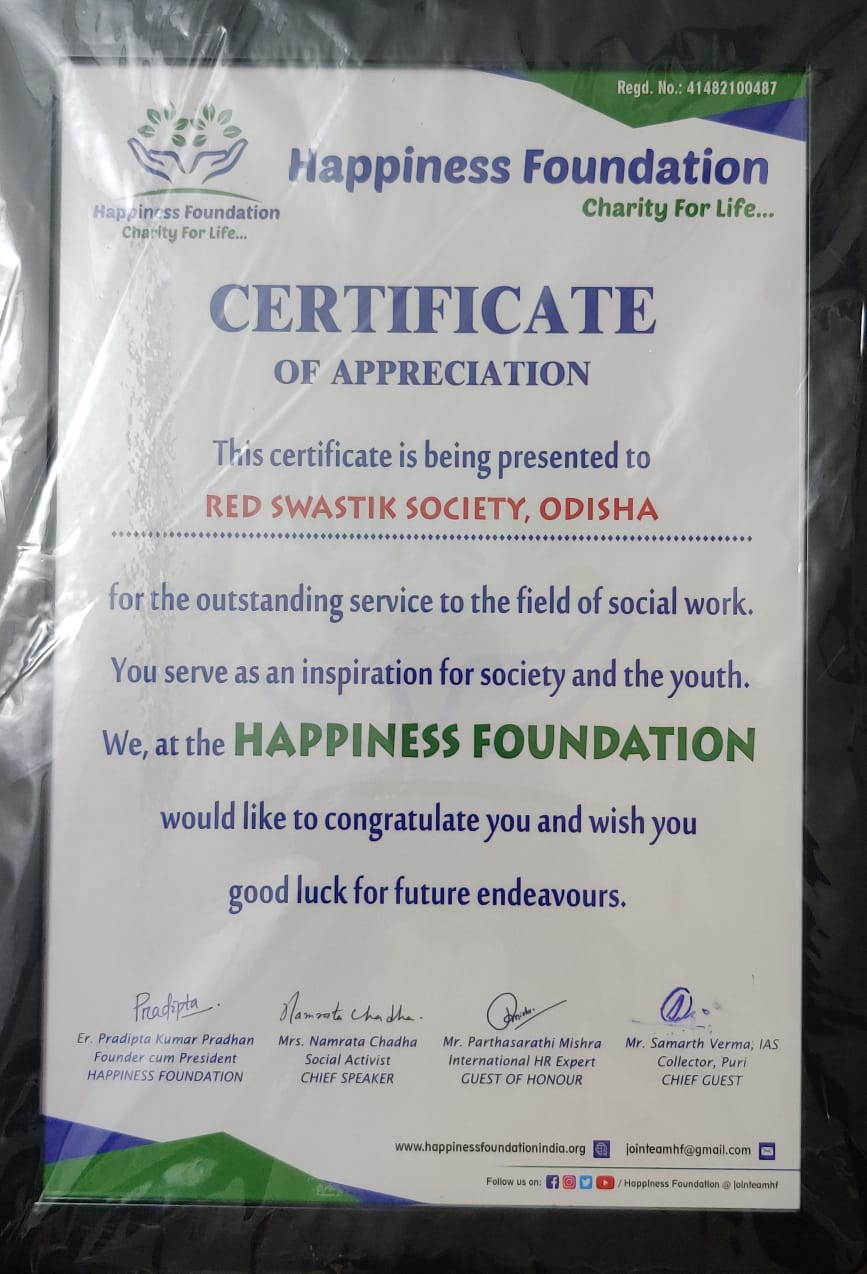 Regd. No.: 41482100487
Happiness Foundation
Charity For Life...
Happiness Foundation
Charity For Life...
CERTIFICATE
OF APPRECIATION
This certificate is being presented to
RED SWASTIK SOCIETY, ODISHA
for the outstanding service to the field of social work.
You serve as an inspiration for society and the youth.
We, at the HAPPINESS FOUNDATION
would like to congratulate you and wish you
good luck for future endeavours.
Pradipta
Er. Pradipta Kumar Pradhan
Founder cum President
HAPPINESS FOUNDATION
Namrata Chadha.
Mrs. Namrata Chadha
Social Activist
CHIEF SPEAKER
Mr. Parthasarathi Mishra
International HR Expert
GUEST OF HONOUR
Mr. Samarth Verma, IAS
Collector, Puri
CHIEF GUEST
www.happinessfoundationindia.org
jointeamhf@gmail.com
Follow us on: / Happiness Foundation @ jointeamhf